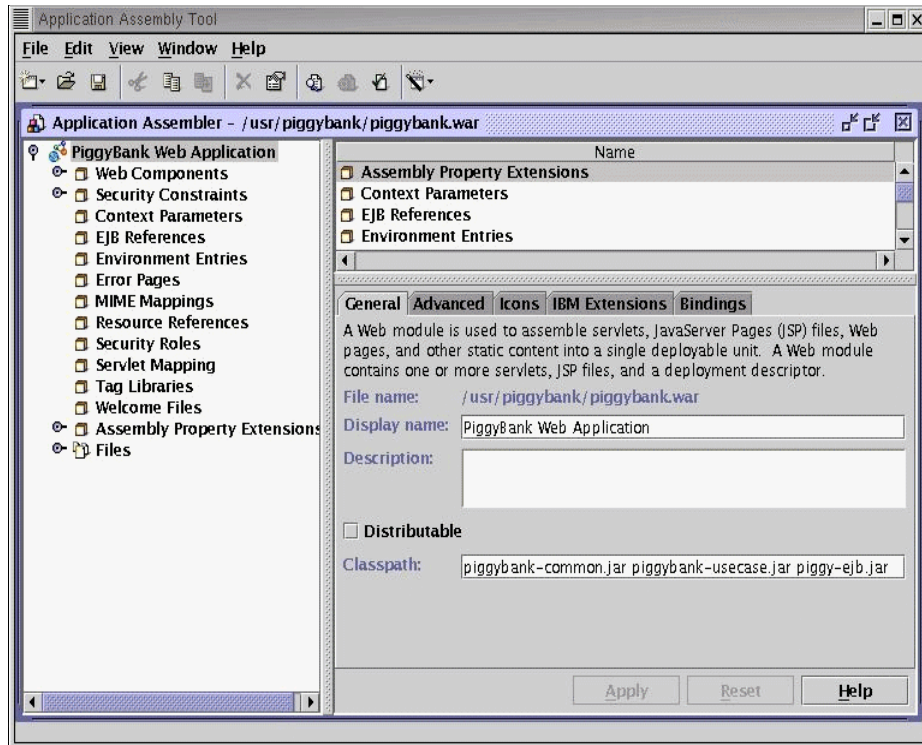 Application Assembly Tool
File Edit View Window Help
Application Assembler - /usr/piggybank/piggybank.war
PiggyBank Web Application
Web Components
Security Constraints
Context Parameters
EJB References
Environment Entries
Error Pages
MIME Mappings
Resource References
Security Roles
Servlet Mapping
Tag Libraries
Welcome Files
Assembly Property Extensions
Files
Name
Assembly Property Extensions
Context Parameters
EJB References
Environment Entries
General Advanced Icons IBM Extensions Bindings
A Web module is used to assemble servlets, JavaServer Pages (JSP) files, Web
pages, and other static content into a single deployable unit. A Web module
contains one or more servlets, JSP files, and a deployment descriptor.
File name: /usr/piggybank/piggybank.war
Display name: PiggyBank Web Application
Description:
Distributable
Classpath: piggybank-common.jar piggybank-usecase.jar piggy-ejb.jar
Apply Reset Help